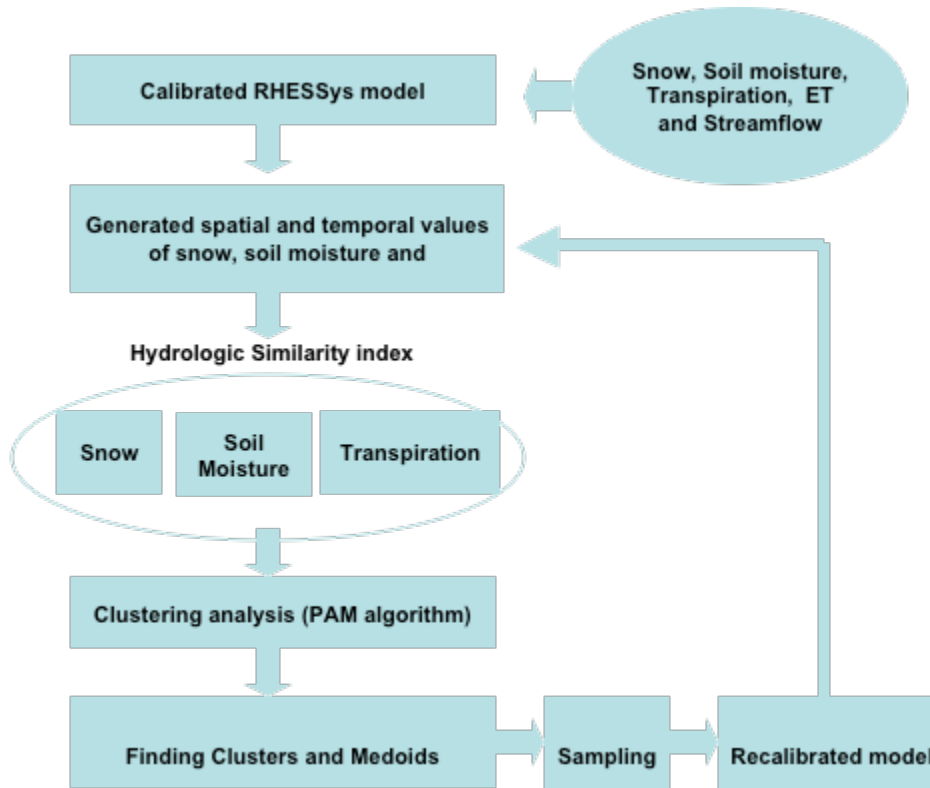 Calibrated RHESSys model
Snow, Soil moisture,
Transpiration, ET
and Streamflow
Generated spatial and temporal values
of snow, soil moisture and
Hydrologic Similarity index
Snow
Soil
Moisture
Transpiration
Clustering analysis (PAM algorithm)
Finding Clusters and Medoids
Sampling
Recalibrated model